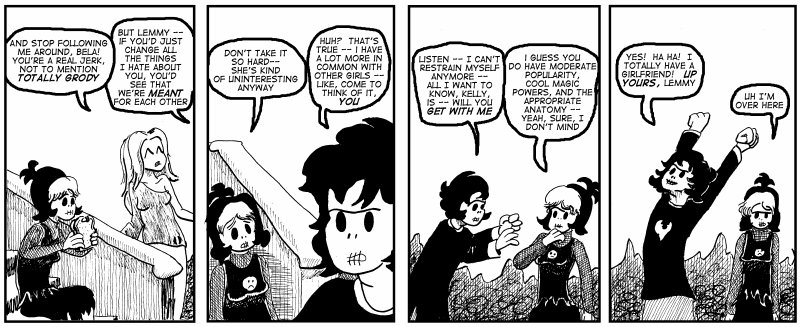 AND STOP FOLLOWING
ME AROUND, BELA!
YOU'RE A REAL JERK,
NOT TO MENTION
TOTALLY GRODY
BUT LEMMY --
IF YOU'D JUST
CHANGE ALL
THE THINGS
I HATE ABOUT
YOU, YOU'D
SEE THAT
WE'RE MEANT
FOR EACH OTHER
DON'T TAKE IT
SO HARD--
SHE'S KIND
OF UNINTERESTING
ANYWAY
HUH? THAT'S
TRUE -- I HAVE
A LOT MORE IN
COMMON WITH
OTHER GIRLS --
LIKE, COME TO
THINK OF IT,
YOU
LISTEN -- I CAN'T
RESTRAIN MYSELF
ANYMORE --
ALL I WANT TO
KNOW, KELLY,
IS -- WILL YOU
GET WITH ME
I GUESS YOU
DO HAVE MODERATE
POPULARITY,
COOL MAGIC
POWERS, AND THE
APPROPRIATE
ANATOMY --
YEAH, SURE, I
DON'T MIND
YES! HA HA! I
TOTALLY HAVE A
GIRLFRIEND! UP
YOURS, LEMMY
UH I'M
OVER HERE